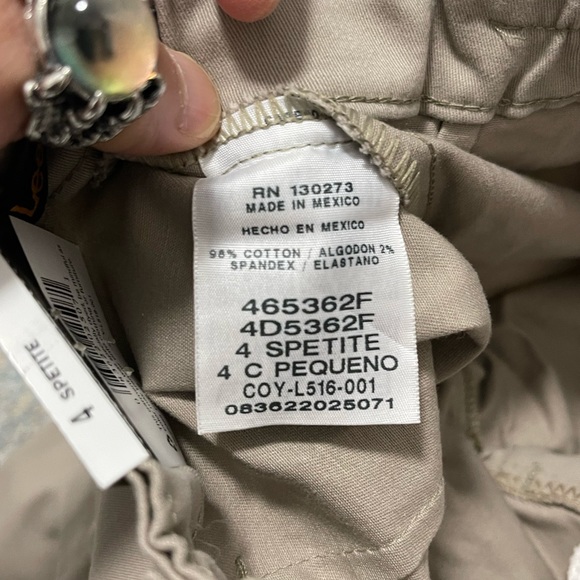 RN 130273
MADE IN MEXICO
HECHO EN MEXICO
98% COTTON / ALGODON 2%
SPANDEX / ELASTANO
465362F
4D5362F
4 SPETITE
4 C PEQUENO
COY-L516-001
083622025071
4 SPETITE
Lee